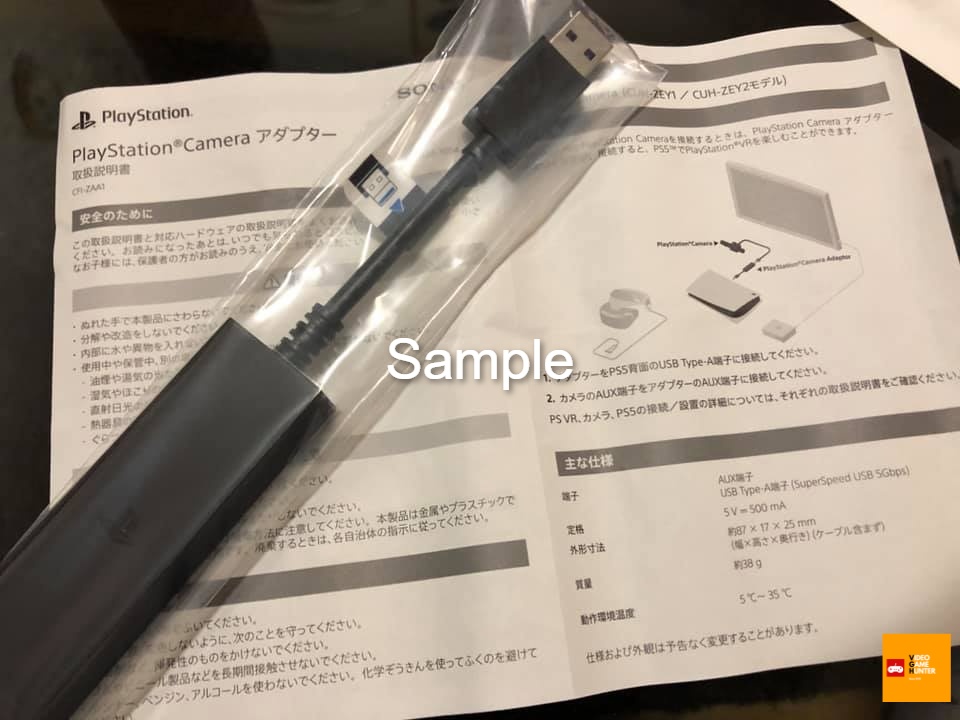 PlayStation®
PlayStation®Camera アダプター
取扱説明書
CFI-ZAA1
安全のために
この取扱説明書と対応ハードウェアの取扱説明書
ください。お読みになったあとは、いつでも
なお子様には、保護者の方がお読みのうえ、
・ぬれた手で本製品にさわらない
・分解や改造をしないでください
・内部に水や異物を入れない
・使用中や保管中、別の
- 油煙や湯気の当た
- 湿気やほこり
- 直射日光の
- 熱器具の
- ぐら
ださい。
しないでください。
方法に注意してください。本製品は金属やプラスチックで
廃棄するときは、各自治体の指示に従ってください。
ふいてください。
しないように、次のことを守ってください。
揮発性のものをかけないでください。
ール製品などを長期間接触させないでください。
ベンジン、アルコールを使わないでください。化学ぞうきんを使ってふくのを避けて
SONY
(CUH-ZEY1 / CUH-ZEY2モデル)
Station Cameraを接続するときは、PlayStation Camera アダプター
接続すると、PS5™でPlayStation®VRを楽しむことができます。
PlayStation®Camera
PlayStation®Camera Adaptor
1. アダプターをPS5背面のUSB Type-A端子に接続してください。
2. カメラのAUX端子をアダプターのAUX端子に接続してください。
PS VR、カメラ、PS5の接続/設置の詳細については、それぞれの取扱説明書をご確認ください。
主な仕様
端子
AUX端子
USB Type-A端子 (SuperSpeed USB 5Gbps)
定格
5 V⎓500 mA
外形寸法
約87 × 17 × 25 mm
(幅×高さ×奥行き) (ケーブル含まず)
質量
約38 g
動作環境温度
5 ℃~ 35 ℃
仕様および外観は予告なく変更することがあります。
Sample
VIDEO
GAME
HUNTER